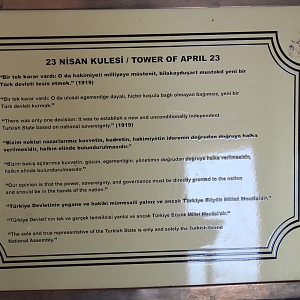 23 NİSAN KULESİ / TOWER OF APRIL 23
"Bir tek karar vardı: O da hakimiyeti milliyeye müstenit, bilakayduşart mustakil yeni bir
Türk devleti tesis etmek." (1919)
"Bir tek karar vardı: O da ulusal egemenliğe dayalı, hiçbir koşula bağlı olmayan bağımsız, yeni bir
Türk devleti kurmak."
"There was only one decision: It was to establish a new and unconditionally independent
Turkish State based on national sovereignty." (1919)
"Bizim noktai nazarlarımız kuvvetin, kudretin, hakimiyetin idarenin doğrudan doğruya halka
verilmesidir, halkın elinde bulundurulmasıdır."
"Bizim bakış açılarımız kuvvetin, gücün, egemenliğin, yönetimin doğrudan doğruya halka verilmesidir,
halkın elinde bulundurulmasıdır."
"Our opinion is that the power, sovereignty, and governance must be directly granted to the nation
and should be in the hands of the nation."
"Türkiye Devletinin yegane ve hakiki mümessili yalnız ve ancak Türkiye Büyük Millet Meclisidir."
"Türkiye Devleti'nin tek ve gerçek temsilcisi yalnız ve ancak Türkiye Büyük Millet Meclisi'dir."
"The sole and true representative of the Turkish State is only and solely the Turkish Grand
National Assembly."